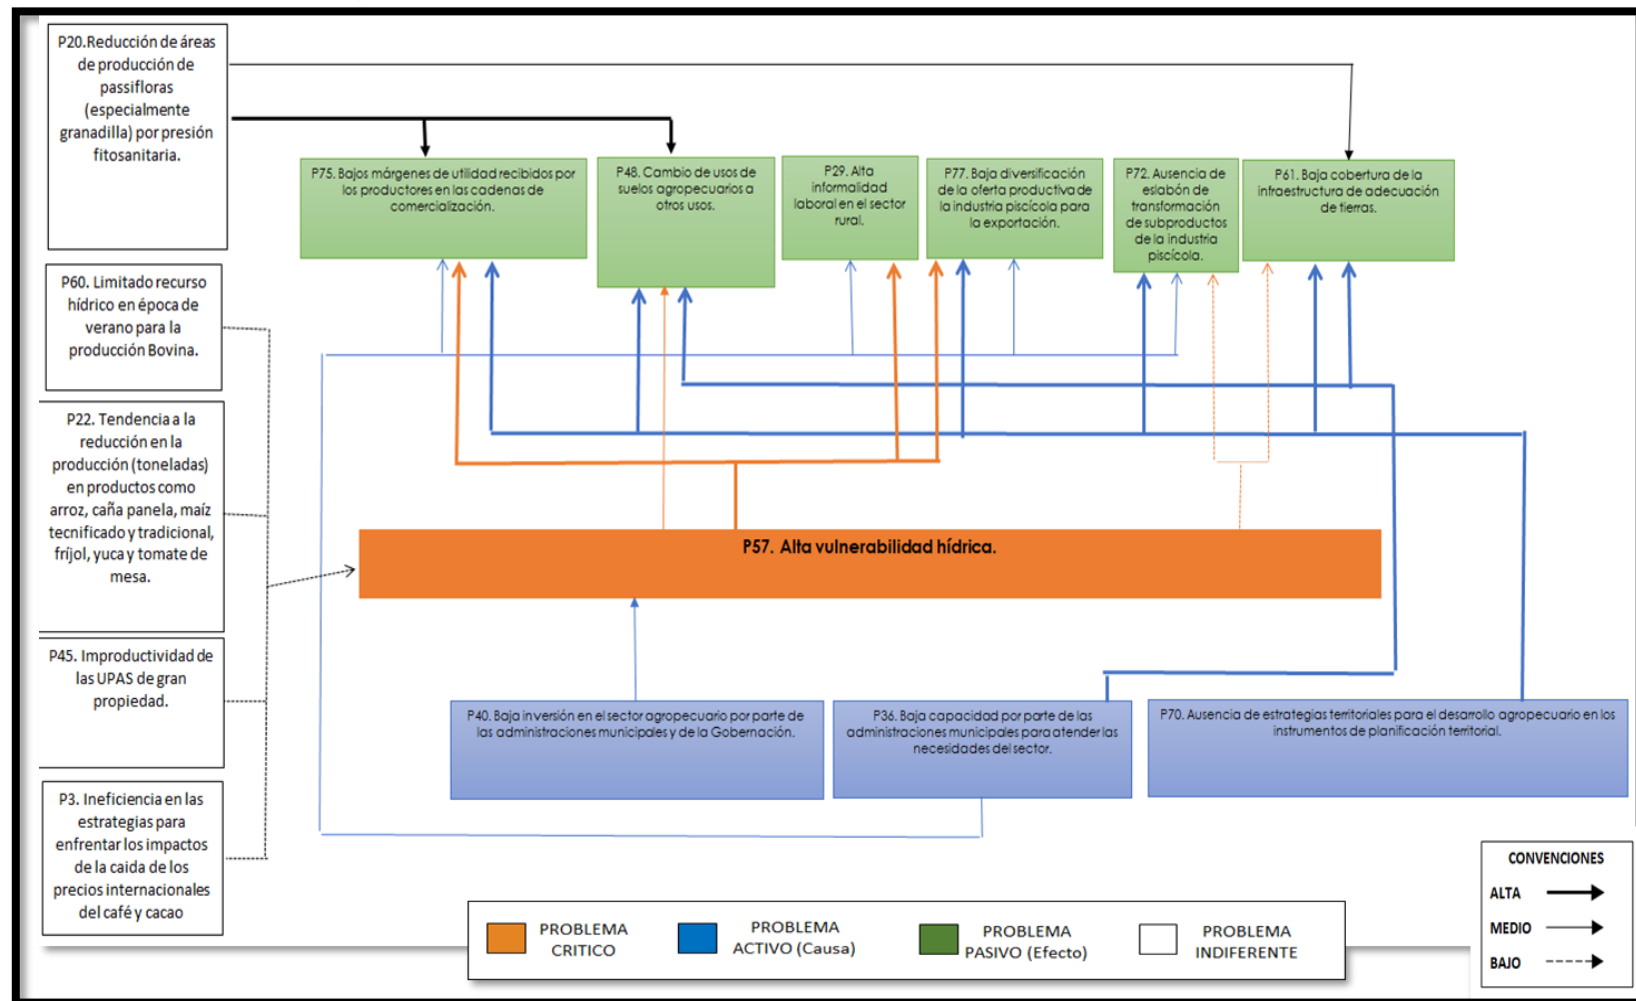 P20.Reducción de áreas
de producción de
passifloras
(especialmente
granadilla) por presión
fitosanitaria.
P75. Bajos márgenes de utilidad recibidos por
los productores en las cadenas de
comercialización.
P48. Cambio de usos de
suelos agropecuarios a
otros usos.
P29. Alta
informalidad
laboral en el sector
rural.
P77. Baja diversificación
de la oferta productiva de
la industria piscícola para
la exportación.
P72. Ausencia de
eslabón de
transformación
de subproductos
de la industria
piscícola.
P61. Baja cobertura de la
infraestructura de adecuación
de tierras.
P60. Limitado recurso
hídrico en época de
verano para la
producción Bovina.
P22. Tendencia a la
reducción en la
producción (toneladas)
en productos como
arroz, caña panela, maíz
tecnificado y tradicional,
fríjol, yuca y tomate de
mesa.
P57. Alta vulnerabilidad hídrica.
P45. Improductividad de
las UPAS de gran
propiedad.
P40. Baja inversión en el sector agropecuario por parte de
las administraciones municipales y de la Gobernación.
P36. Baja capacidad por parte de las
administraciones municipales para atender las
necesidades del sector.
P70. Ausencia de estrategias territoriales para el desarrollo agropecuario en los
instrumentos de planificación territorial.
P3. Ineficiencia en las
estrategias para
enfrentar los impactos
de la caida de los
precios internacionales
del café y cacao
CONVENCIONES
ALTA
MEDIO
BAJO
PROBLEMA
CRITICO
PROBLEMA
ACTIVO (Causa)
PROBLEMA
PASIVO (Efecto)
PROBLEMA
INDIFERENTE